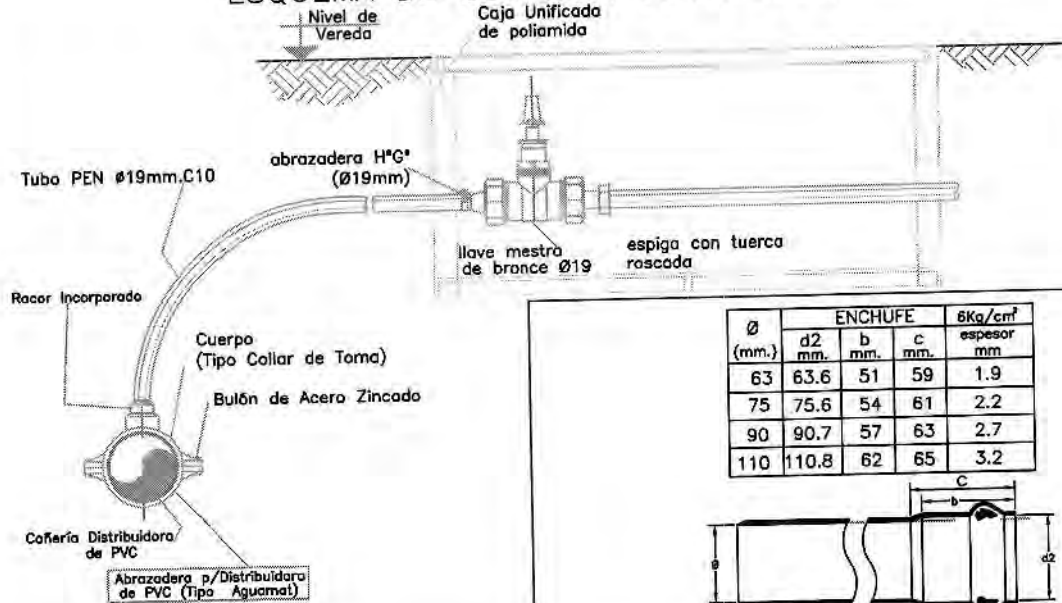 Nivel de
Vereda
Caja Unificada
de poliamida
Tubo PEN Ø19mm.C10
abrazadera HºGº
(Ø19mm)
llave mestra
de bronce Ø19
espiga con tuerca
roscada
Racor Incorporado
Cuerpo
(Tipo Collar de Toma)
Bulón de Acero Zincado
Cañería Distribuidora
de PVC
Abrazadera p/Distribuidora
de PVC (Tipo Aguamat)
Ø (mm.) ENCHUFE 6Kg/cm²
d2 mm. b mm. c mm. espesor mm
63 63.6 51 59 1.9
75 75.6 54 61 2.2
90 90.7 57 63 2.7
110 110.8 62 65 3.2
C
b
Ø
d2